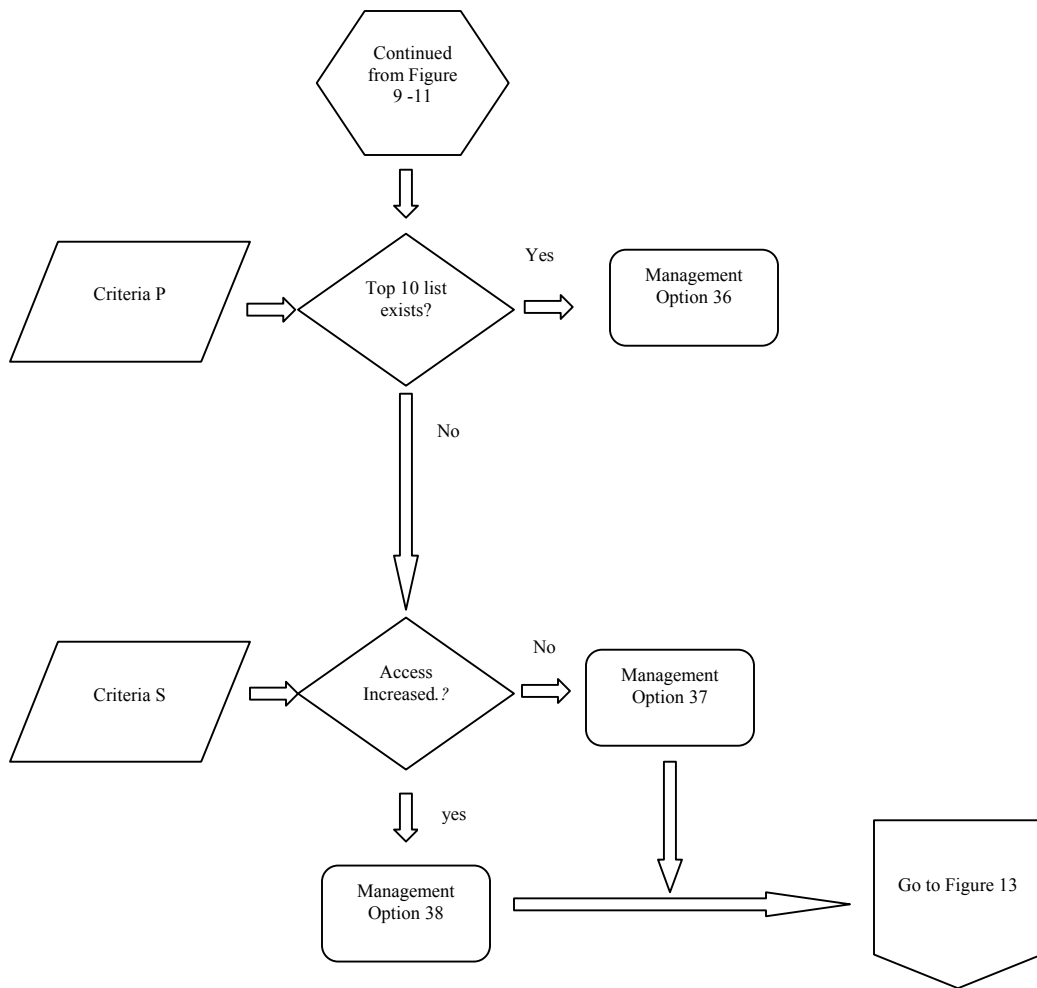 Continued
from Figure
9 -11
Yes
Criteria P
Top 10 list
exists?
Management
Option 36
No
No
Criteria S
Access
Increased.?
Management
Option 37
yes
Management
Option 38
Go to Figure 13